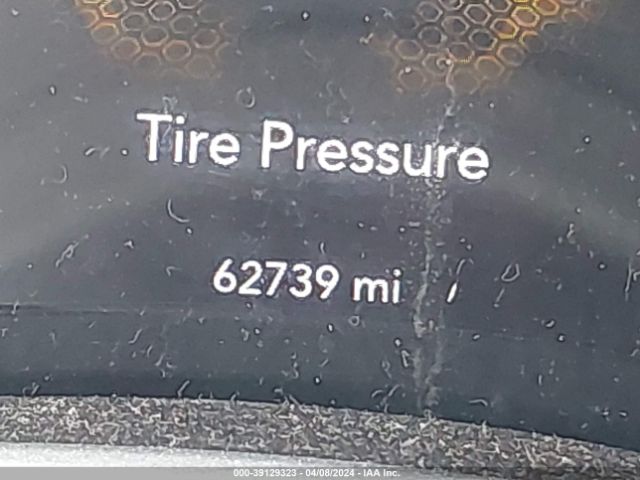 Tire Pressure
62739 mi
000-39129323 - 04/08/2024 - IAA Inc.